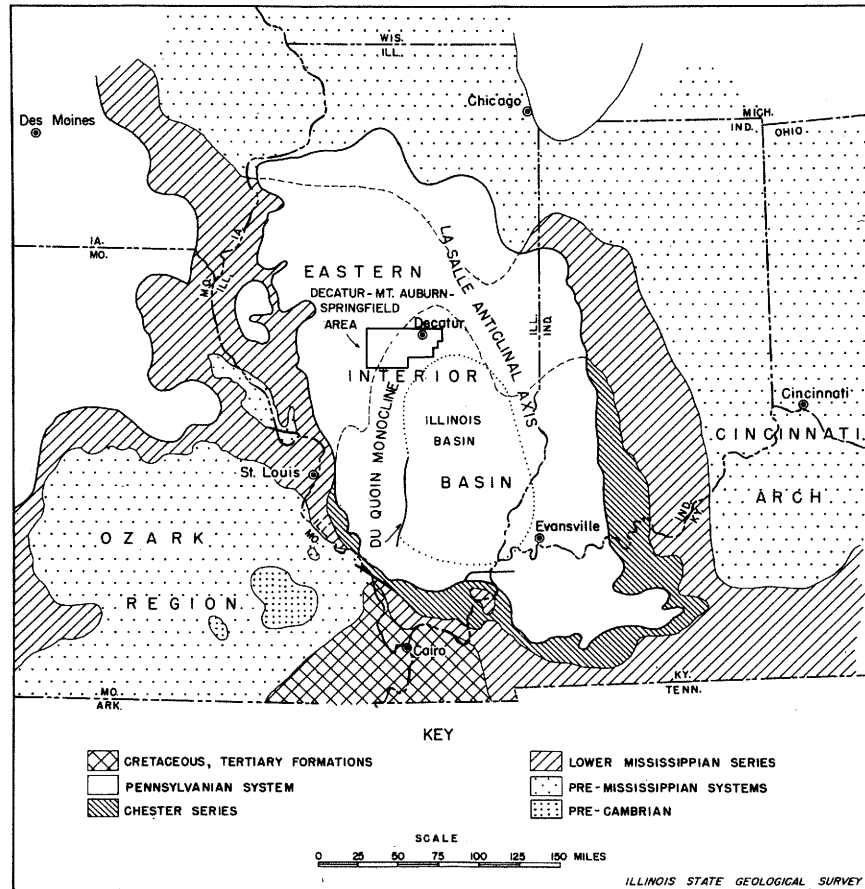 WIS.
ILL.
Chicago
Des Moines
MICH.
IND.
OHIO
IA.
MO.
IA.
MO.
ILL.
LA SALLE ANTICLINAL AXIS
EASTERN
DECATUR-MT. AUBURN-
SPRINGFIELD
AREA
Decatur
ILL.
IND.
INTERIOR
DU QUOIN MONOCLINE
ILLINOIS
BASIN
BASIN
Cincinnati
CINCINNATI
ARCH
St. Louis
ILL.
MO.
IND.
KY.
Evansville
OZARK
REGION
Cairo
MO.
ARK.
KY.
TENN.
KEY
CRETACEOUS, TERTIARY FORMATIONS
PENNSYLVANIAN SYSTEM
CHESTER SERIES
LOWER MISSISSIPPIAN SERIES
PRE-MISSISSIPPIAN SYSTEMS
PRE-CAMBRIAN
SCALE
0 25 50 75 100 125 150 MILES
ILLINOIS STATE GEOLOGICAL SURVEY